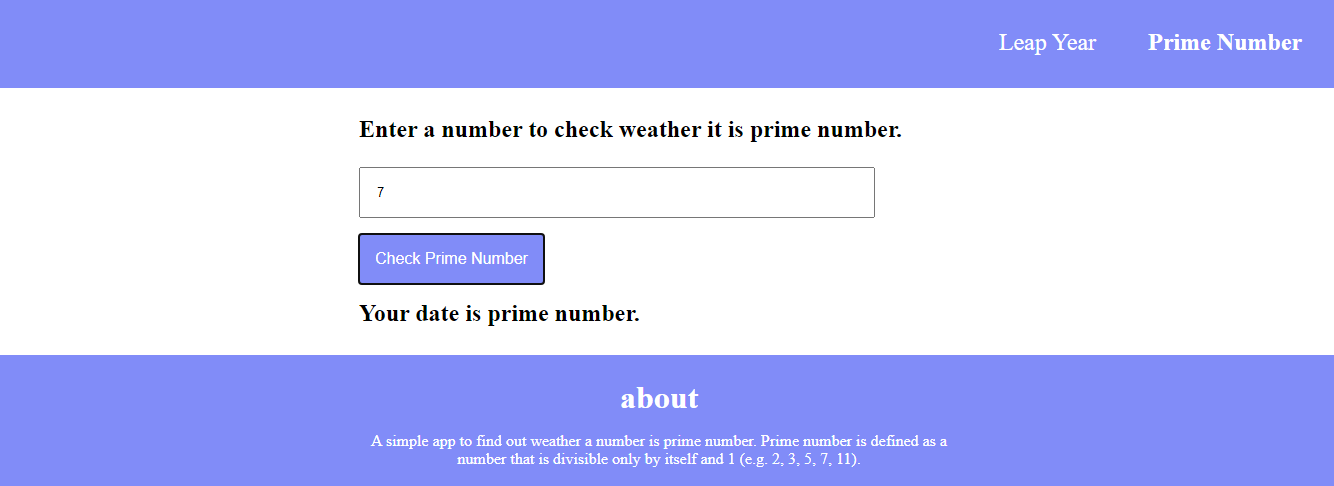 Leap Year Prime Number
Enter a number to check weather it is prime number.
7
Check Prime Number
Your date is prime number.
about
A simple app to find out weather a number is prime number. Prime number is defined as a
number that is divisible only by itself and 1 (e.g. 2, 3, 5, 7, 11).